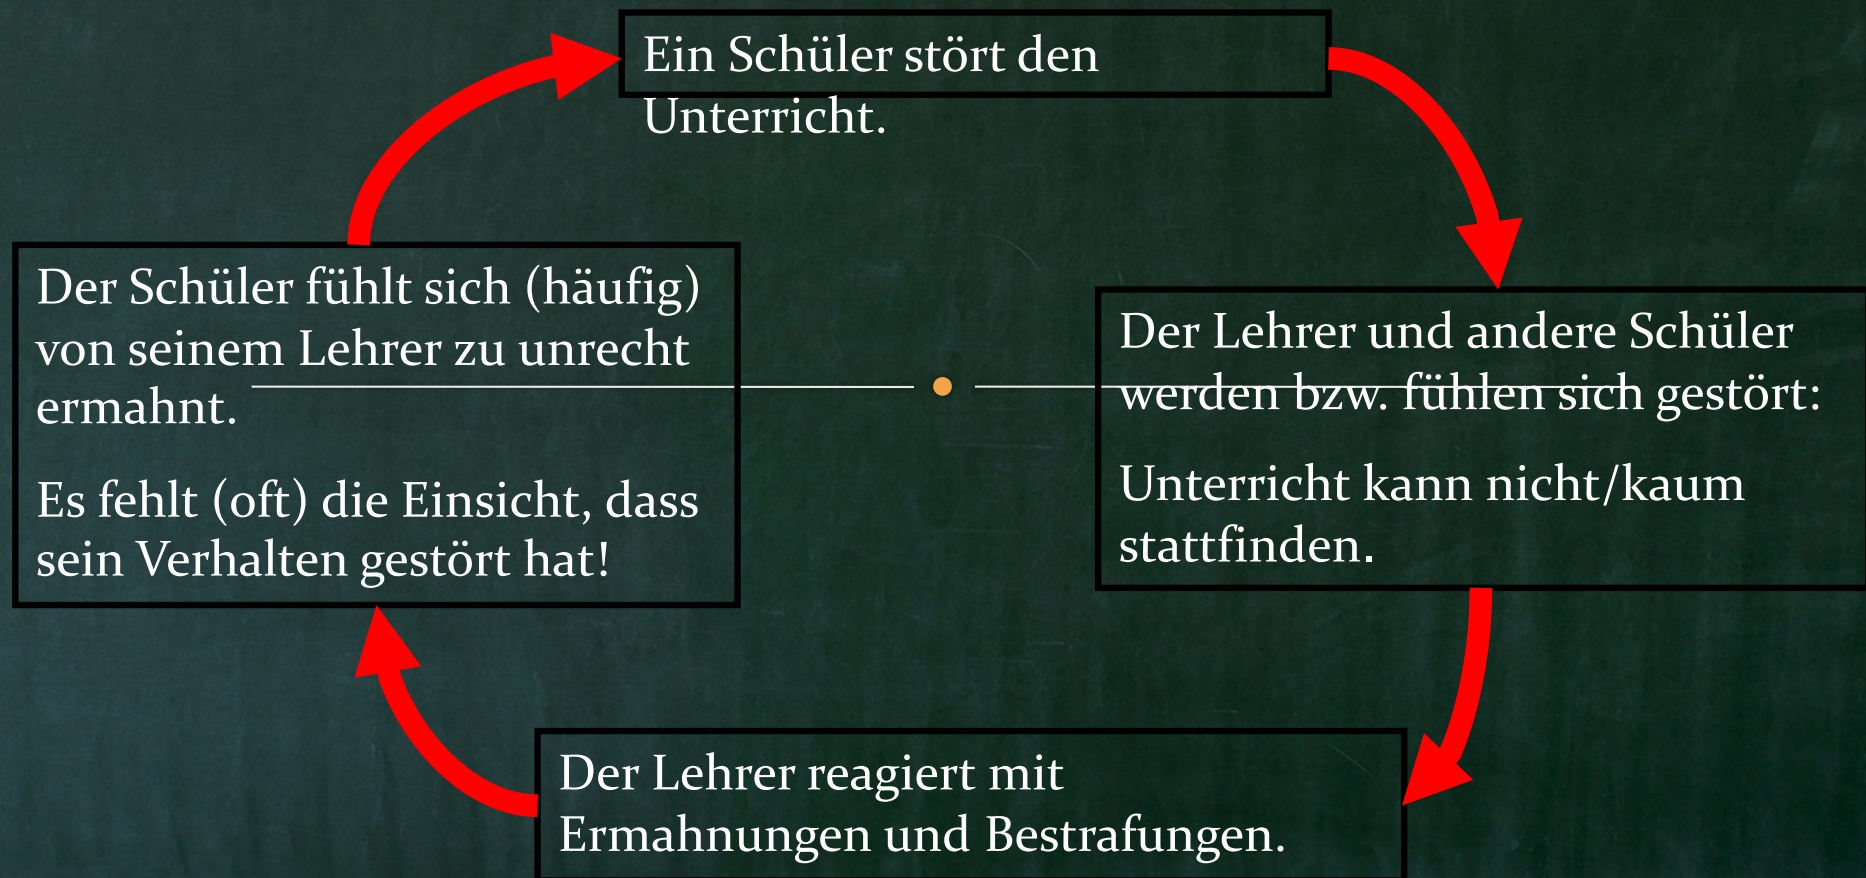 Ein Schüler stört den
Unterricht.
Der Schüler fühlt sich (häufig)
von seinem Lehrer zu unrecht
ermahnt.
Es fehlt (oft) die Einsicht, dass
sein Verhalten gestört hat!
Der Lehrer und andere Schüler
werden bzw. fühlen sich gestört:
Unterricht kann nicht/kaum
stattfinden.
Der Lehrer reagiert mit
Ermahnungen und Bestrafungen.